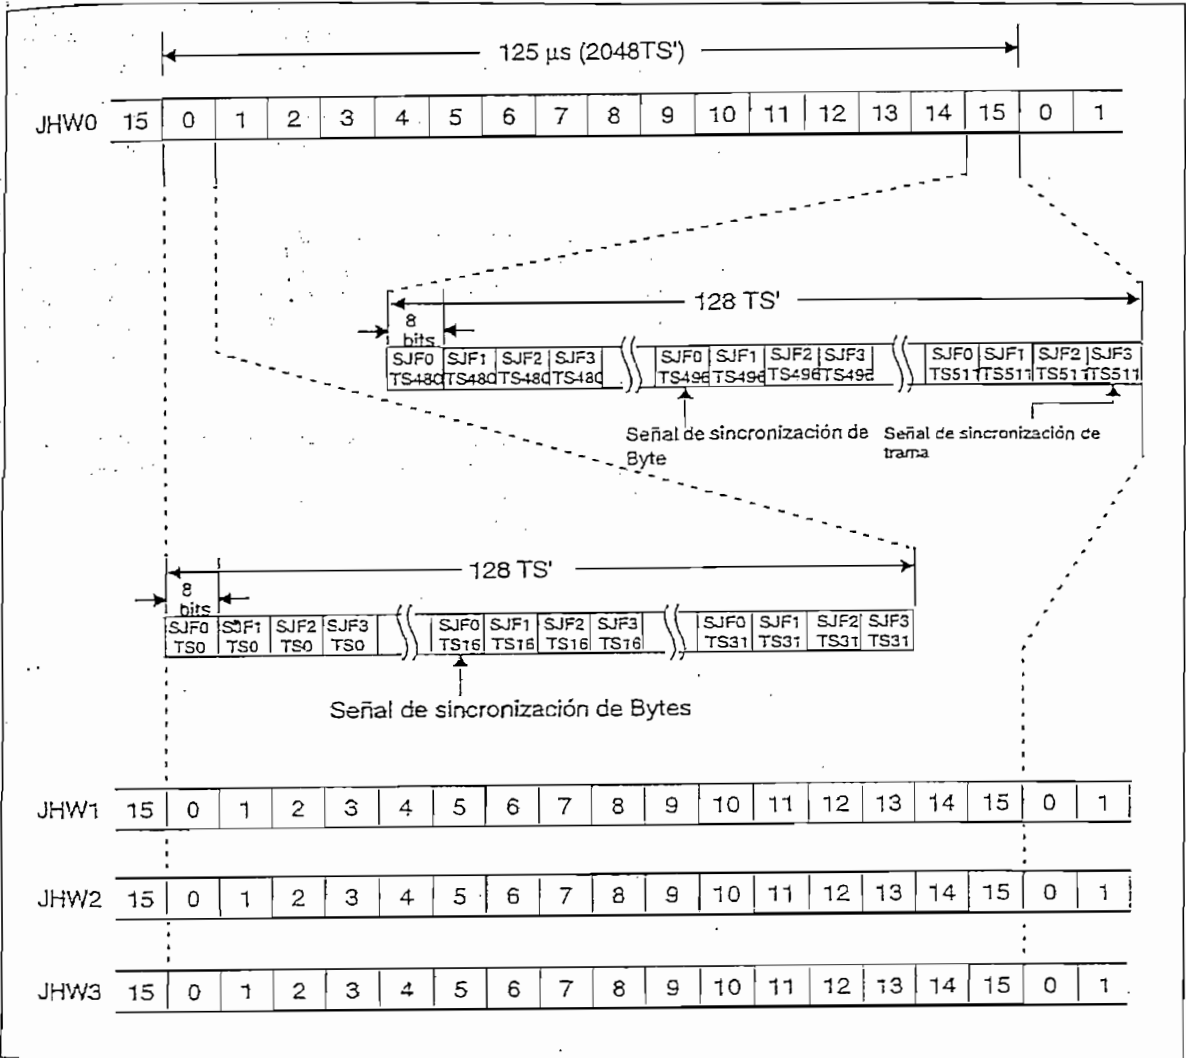 125 µs (2048TS')
JHW0 15 0 1 2 3 4 5 6 7 8 9 10 11 12 13 14 15 0 1
128 TS'
8
bits
SJF0 SJF1 SJF2 SJF3 SJF0 SJF1 SJF2 SJF3 SJF0 SJF1 SJF2 SJF3
TS480 TS480 TS480 TS480 TS496 TS496 TS496 TS496 TS511 TS511 TS511 TS511
Señal de sincronización de
Byte
Señal de sincronización de
trama
128 TS'
8
bits
SJF0 SJF1 SJF2 SJF3 SJF0 SJF1 SJF2 SJF3 SJF0 SJF1 SJF2 SJF3
TS0 TS0 TS0 TS0 TS16 TS16 TS16 TS16 TS31 TS31 TS31 TS31
Señal de sincronización de Bytes
JHW1 15 0 1 2 3 4 5 6 7 8 9 10 11 12 13 14 15 0 1
JHW2 15 0 1 2 3 4 5 6 7 8 9 10 11 12 13 14 15 0 1
JHW3 15 0 1 2 3 4 5 6 7 8 9 10 11 12 13 14 15 0 1